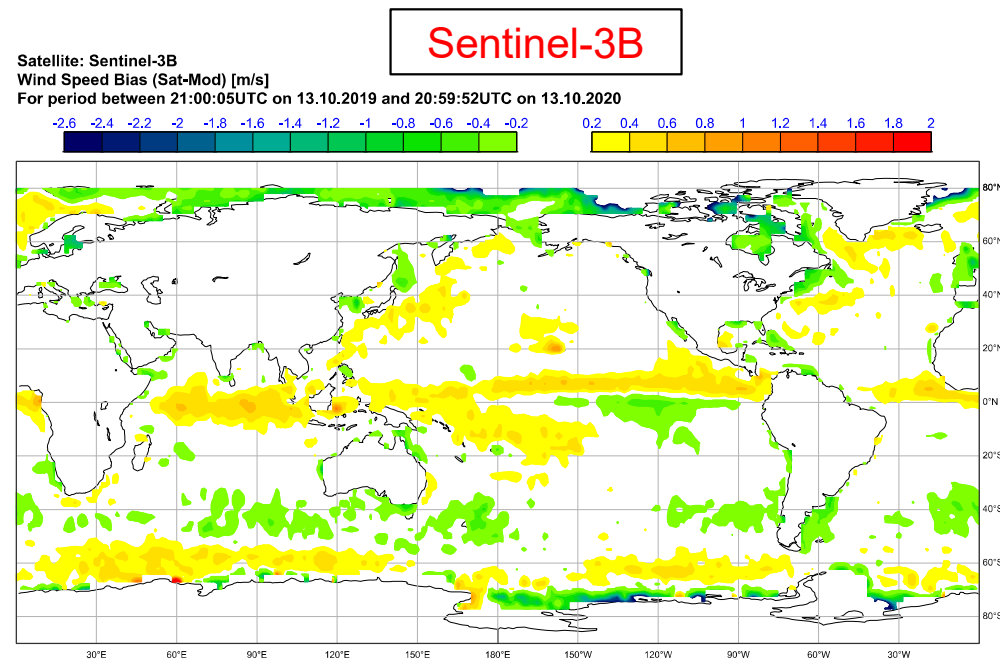 Sentinel-3B
Satellite: Sentinel-3B
Wind Speed Bias (Sat-Mod) [m/s]
For period between 21:00:05UTC on 13.10.2019 and 20:59:52UTC on 13.10.2020
-2.6 -2.4 -2.2 -2 -1.8 -1.6 -1.4 -1.2 -1 -0.8 -0.6 -0.4 -0.2 0.2 0.4 0.6 0.8 1 1.2 1.4 1.6 1.8 2
80°N
60°N
40°N
20°N
0°N
20°S
40°S
60°S
80°S
30°E 60°E 90°E 120°E 150°E 180°E 150°W 120°W 90°W 60°W 30°W